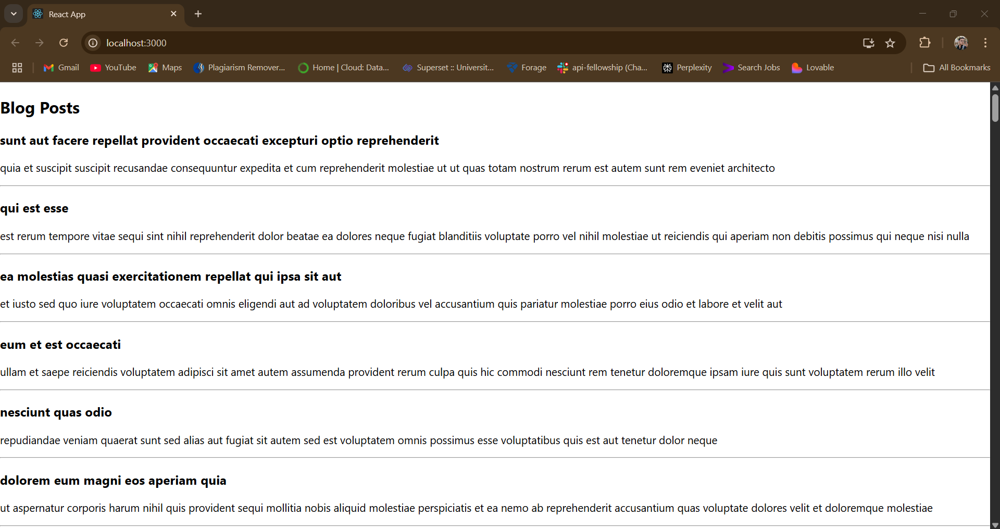 React App
localhost:3000
Gmail YouTube Maps Plagiarism Remover... Home | Cloud: Data... Superset :: Universit... Forage api-fellowship (Cha... Perplexity Search Jobs Lovable All Bookmarks
Blog Posts
sunt aut facere repellat provident occaecati excepturi optio reprehenderit
quia et suscipit suscipit recusandae consequuntur expedita et cum reprehenderit molestiae ut ut quas totam nostrum rerum est autem sunt rem eveniet architecto
qui est esse
est rerum tempore vitae sequi sint nihil reprehenderit dolor beatae ea dolores neque fugiat blanditiis voluptate porro vel nihil molestiae ut reiciendis qui aperiam non debitis possimus qui neque nisi nulla
ea molestias quasi exercitationem repellat qui ipsa sit aut
et iusto sed quo iure voluptatem occaecati omnis eligendi aut ad voluptatem doloribus vel accusantium quis pariatur molestiae porro eius odio et labore et velit aut
eum et est occaecati
ullam et saepe reiciendis voluptatem adipisci sit amet autem assumenda provident rerum culpa quis hic commodi nesciunt rem tenetur doloremque ipsam iure quis sunt voluptatem rerum illo velit
nesciunt quas odio
repudiandae veniam quaerat sunt sed alias aut fugiat sit autem sed est voluptatem omnis possimus esse voluptatibus quis est aut tenetur dolor neque
dolorem eum magni eos aperiam quia
ut aspernatur corporis harum nihil quis provident sequi mollitia nobis aliquid molestiae perspiciatis et ea nemo ab reprehenderit accusantium quas voluptate dolores velit et doloremque molestiae